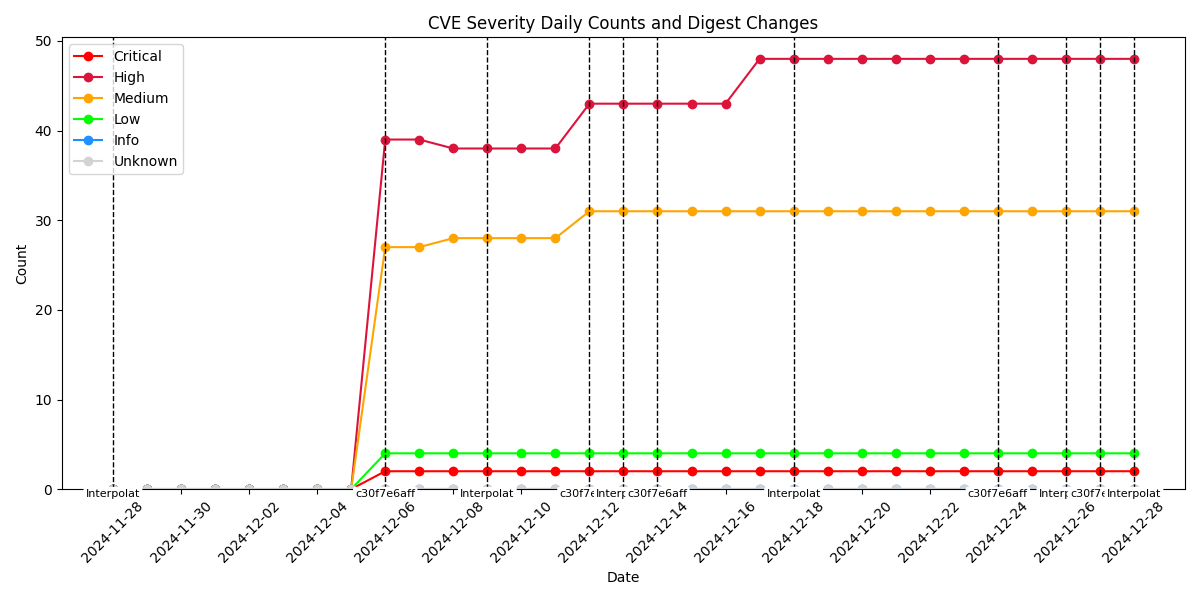 CVE Severity Daily Counts and Digest Changes
Critical
High
Medium
Low
Info
Unknown
50
40
30
20
10
0
Count
Interpolat
c30f7e6aff
Interpolat
c30f7e
Interp
c30f7e6aff
Interpolat
c30f7e6aff
Interp
c30f7e
Interpolat
2024-11-28
2024-11-30
2024-12-02
2024-12-04
2024-12-06
2024-12-08
2024-12-10
2024-12-12
2024-12-14
2024-12-16
2024-12-18
2024-12-20
2024-12-22
2024-12-24
2024-12-26
2024-12-28
Date